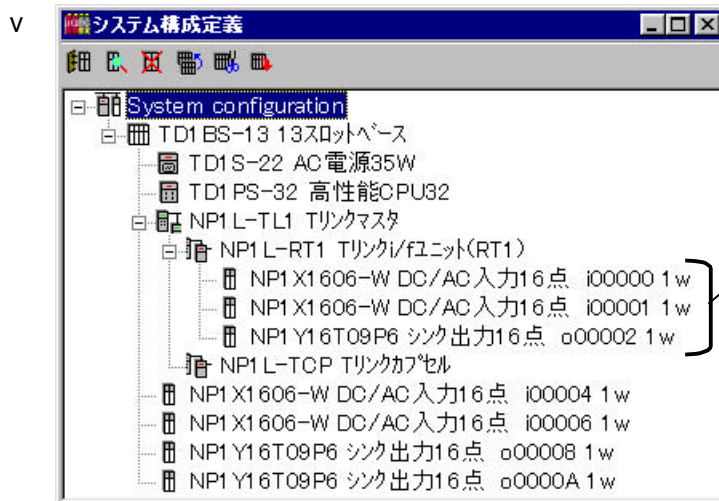 v
システム構成定義
System configuration
TD1BS-13 13スロットベース
TD1S-22 AC電源35W
TD1PS-32 高性能CPU32
NP1L-TL1 Tリンクマスタ
NP1L-RT1 Tリンクi/fユニット(RT1)
NP1X1606-W DC/AC入力16点 i00000 1w
NP1X1606-W DC/AC入力16点 i00001 1w
NP1Y16T09P6 シンク出力16点 o00002 1w
NP1L-TCP Tリンクカプセル
NP1X1606-W DC/AC入力16点 i00004 1w
NP1X1606-W DC/AC入力16点 i00006 1w
NP1Y16T09P6 シンク出力16点 o00008 1w
NP1Y16T09P6 シンク出力16点 o0000A 1w